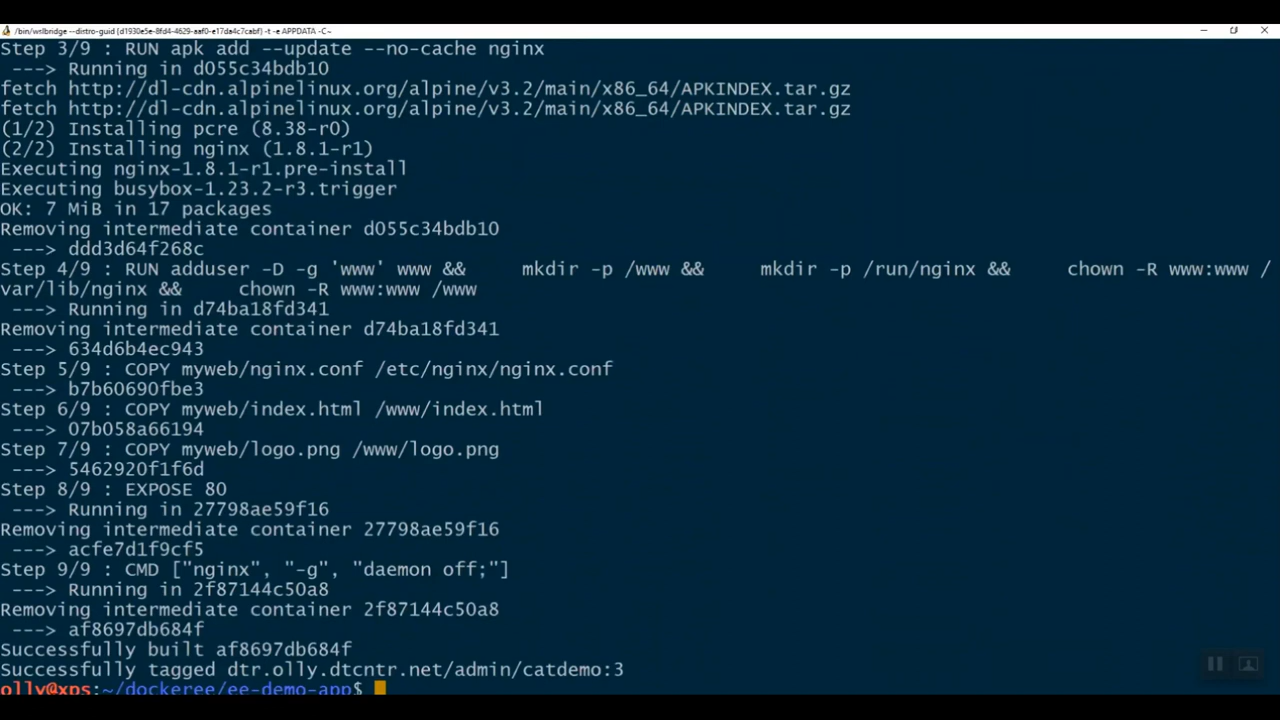 /bin/wslbridge --distro-guid [d1930e5e-8fd4-4629-aaf0-e17da4c7cabf] -t -e APPDATA -C~
Step 3/9 : RUN apk add --update --no-cache nginx
 ---> Running in d055c34bdb10
fetch http://dl-cdn.alpinelinux.org/alpine/v3.2/main/x86_64/APKINDEX.tar.gz
fetch http://dl-cdn.alpinelinux.org/alpine/v3.2/main/x86_64/APKINDEX.tar.gz
(1/2) Installing pcre (8.38-r0)
(2/2) Installing nginx (1.8.1-r1)
Executing nginx-1.8.1-r1.pre-install
Executing busybox-1.23.2-r3.trigger
OK: 7 MiB in 17 packages
Removing intermediate container d055c34bdb10
 ---> ddd3d64f268c
Step 4/9 : RUN adduser -D -g 'www' www &&     mkdir -p /www &&     mkdir -p /run/nginx &&     chown -R www:www /
var/lib/nginx &&     chown -R www:www /www
 ---> Running in d74ba18fd341
Removing intermediate container d74ba18fd341
 ---> 634d6b4ec943
Step 5/9 : COPY myweb/nginx.conf /etc/nginx/nginx.conf
 ---> b7b60690fbe3
Step 6/9 : COPY myweb/index.html /www/index.html
 ---> 07b058a66194
Step 7/9 : COPY myweb/logo.png /www/logo.png
 ---> 5462920f1f6d
Step 8/9 : EXPOSE 80
 ---> Running in 27798ae59f16
Removing intermediate container 27798ae59f16
 ---> acfe7d1f9cf5
Step 9/9 : CMD ["nginx", "-g", "daemon off;"]
 ---> Running in 2f87144c50a8
Removing intermediate container 2f87144c50a8
 ---> af8697db684f
Successfully built af8697db684f
Successfully tagged dtr.olly.dtcntr.net/admin/catdemo:3
olly@xps:~/dockeree/ee-demo-app$